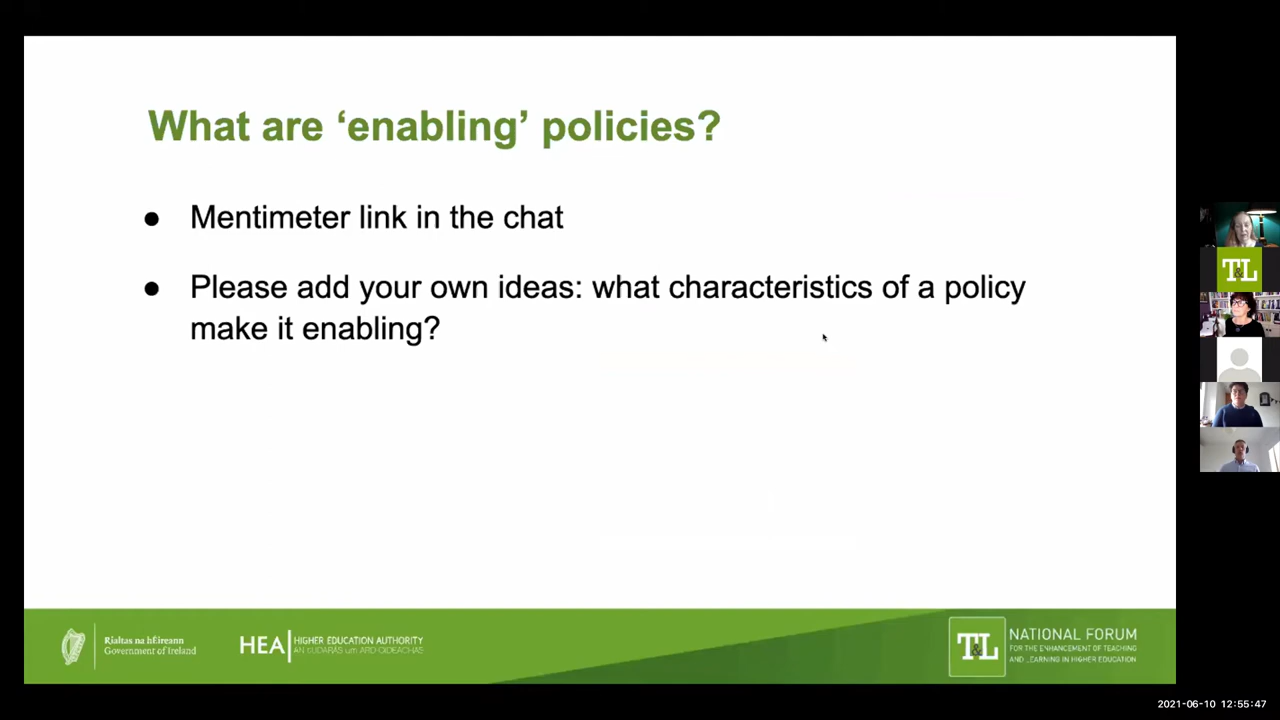 What are ‘enabling’ policies?
● Mentimeter link in the chat
● Please add your own ideas: what characteristics of a policy
make it enabling?
T&L
Rialtas na hÉireann
Government of Ireland
HEA
HIGHER EDUCATION AUTHORITY
AN tÚDARÁS um ARD OIDEACHAS
T&L
NATIONAL FORUM
FOR THE ENHANCEMENT OF TEACHING
AND LEARNING IN HIGHER EDUCATION
2021-06-10 12:55:47